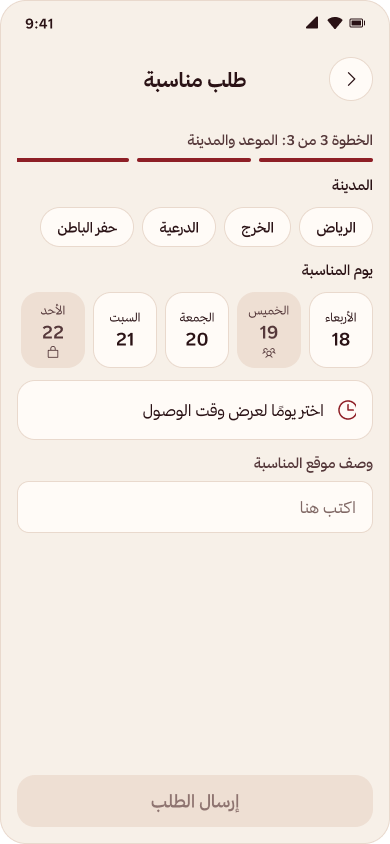 9:41
طلب مناسبة
الخطوة 3 من 3: الموعد والمدينة
المدينة
الرياض
الخرج
الدرعية
حفر الباطن
يوم المناسبة
الأربعاء
18
الخميس
19
الجمعة
20
السبت
21
الأحد
22
اختر يومًا لعرض وقت الوصول
وصف موقع المناسبة
اكتب هنا
إرسال الطلب